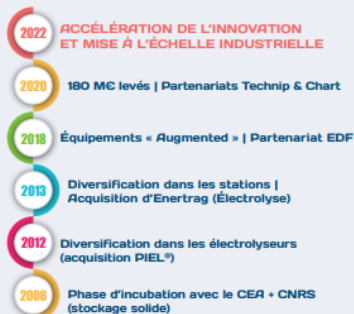 2022
ACCÉLÉRATION DE L'INNOVATION
ET MISE À L'ÉCHELLE INDUSTRIELLE
2020
180 M€ levés | Partenariats Technip & Chart
2018
Équipements « Augmented » | Partenariat EDF
2013
Diversification dans les stations |
Acquisition d'Enertrag (Électrolyse)
2012
Diversification dans les électrolyseurs
(acquisition PIEL®)
2008
Phase d'incubation avec le CEA + CNRS
(stockage solide)